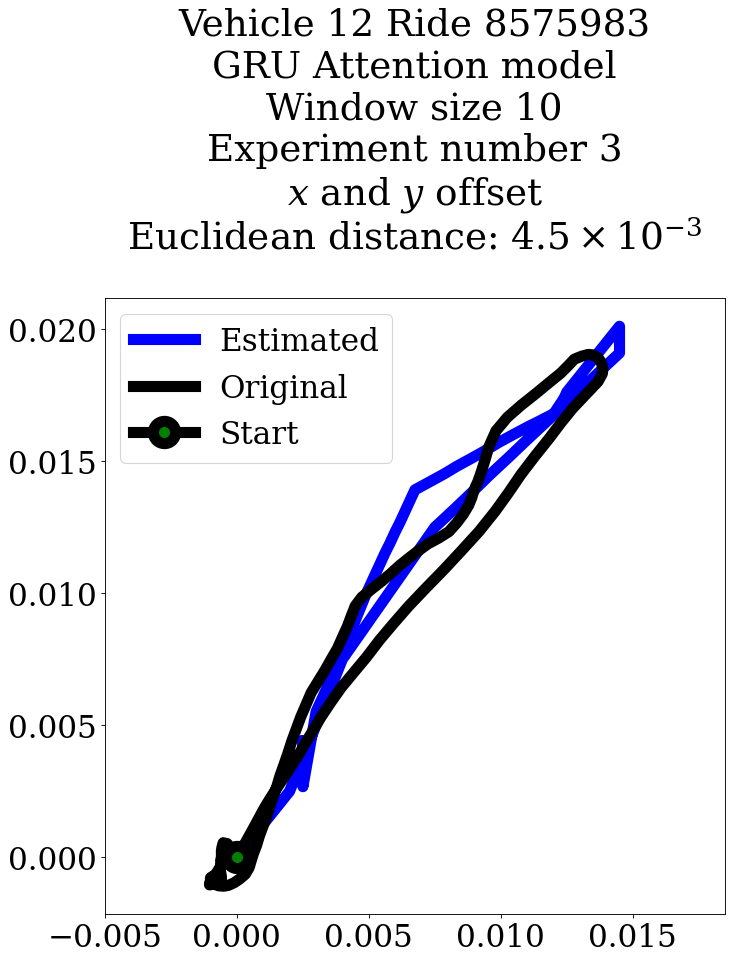 Vehicle 12 Ride 8575983
GRU Attention model
Window size 10
Experiment number 3
x and y offset
Euclidean distance: 4.5 × 10⁻³
Estimated
Original
Start
0.020
0.015
0.010
0.005
0.000
−0.005 0.000 0.005 0.010 0.015